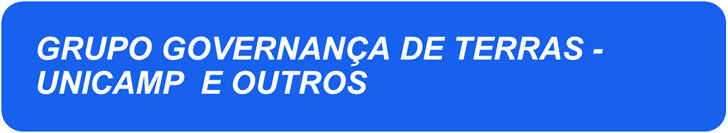 GRUPO GOVERNANÇA DE TERRAS -
UNICAMP  E OUTROS